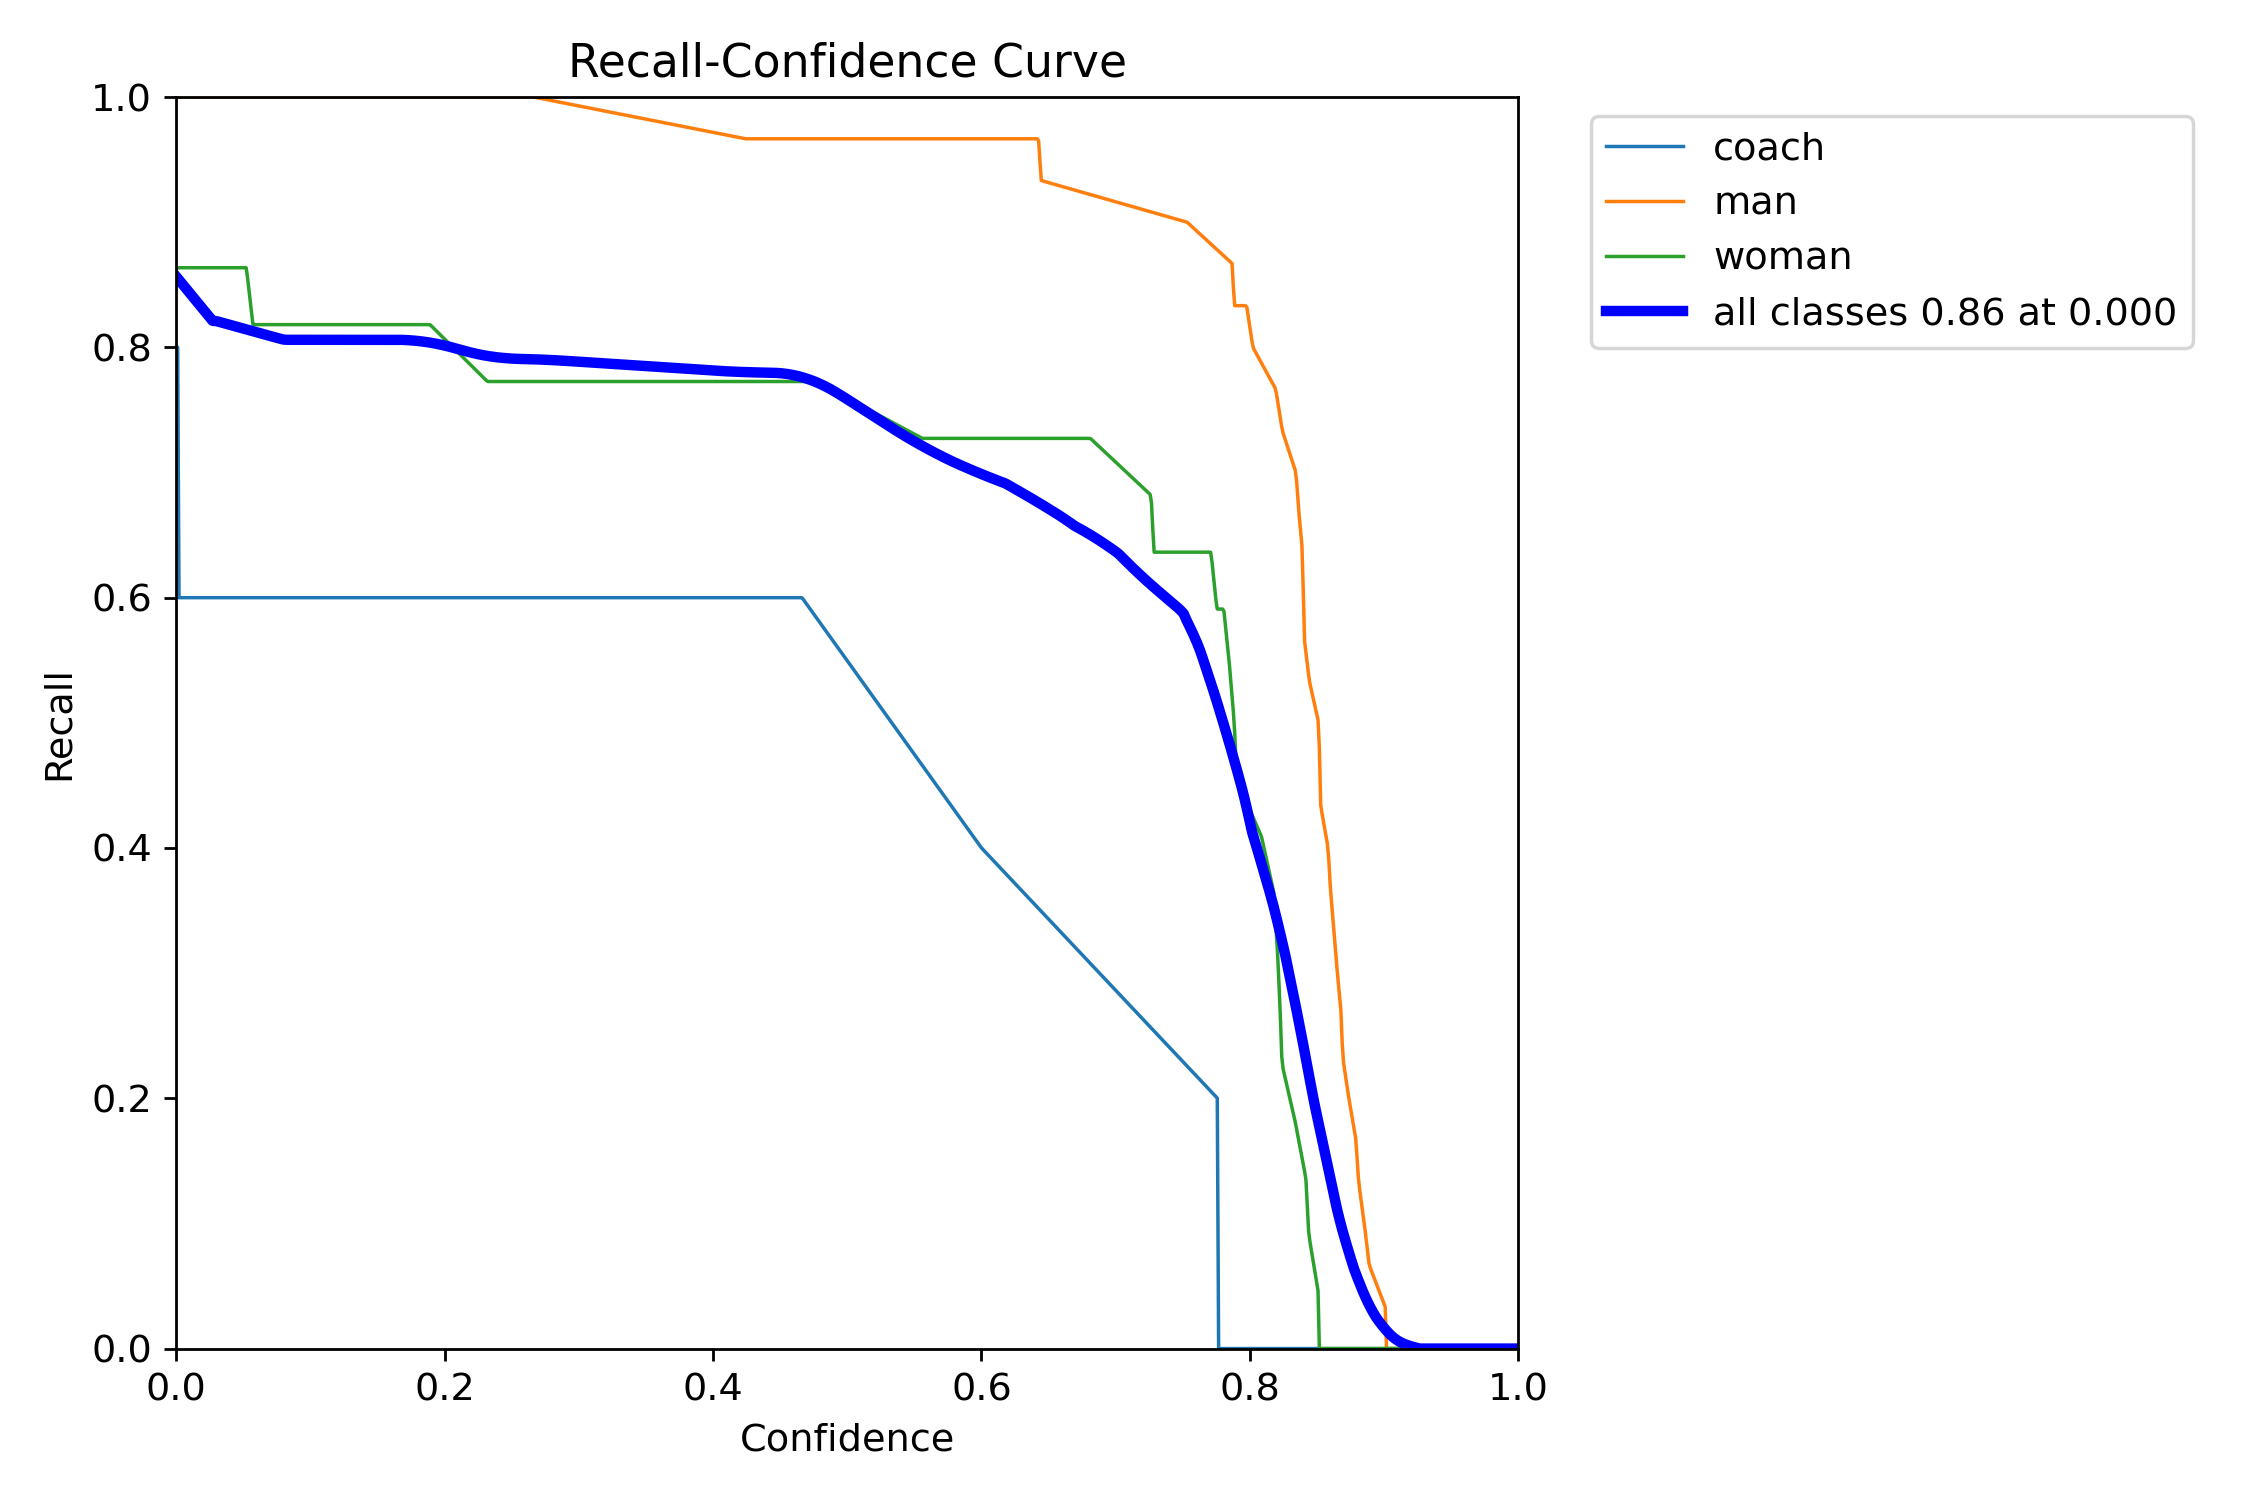 Recall-Confidence Curve
1.0
0.8
0.6
0.4
0.2
0.0
Recall
0.0 0.2 0.4 0.6 0.8 1.0
Confidence
coach
man
woman
all classes 0.86 at 0.000